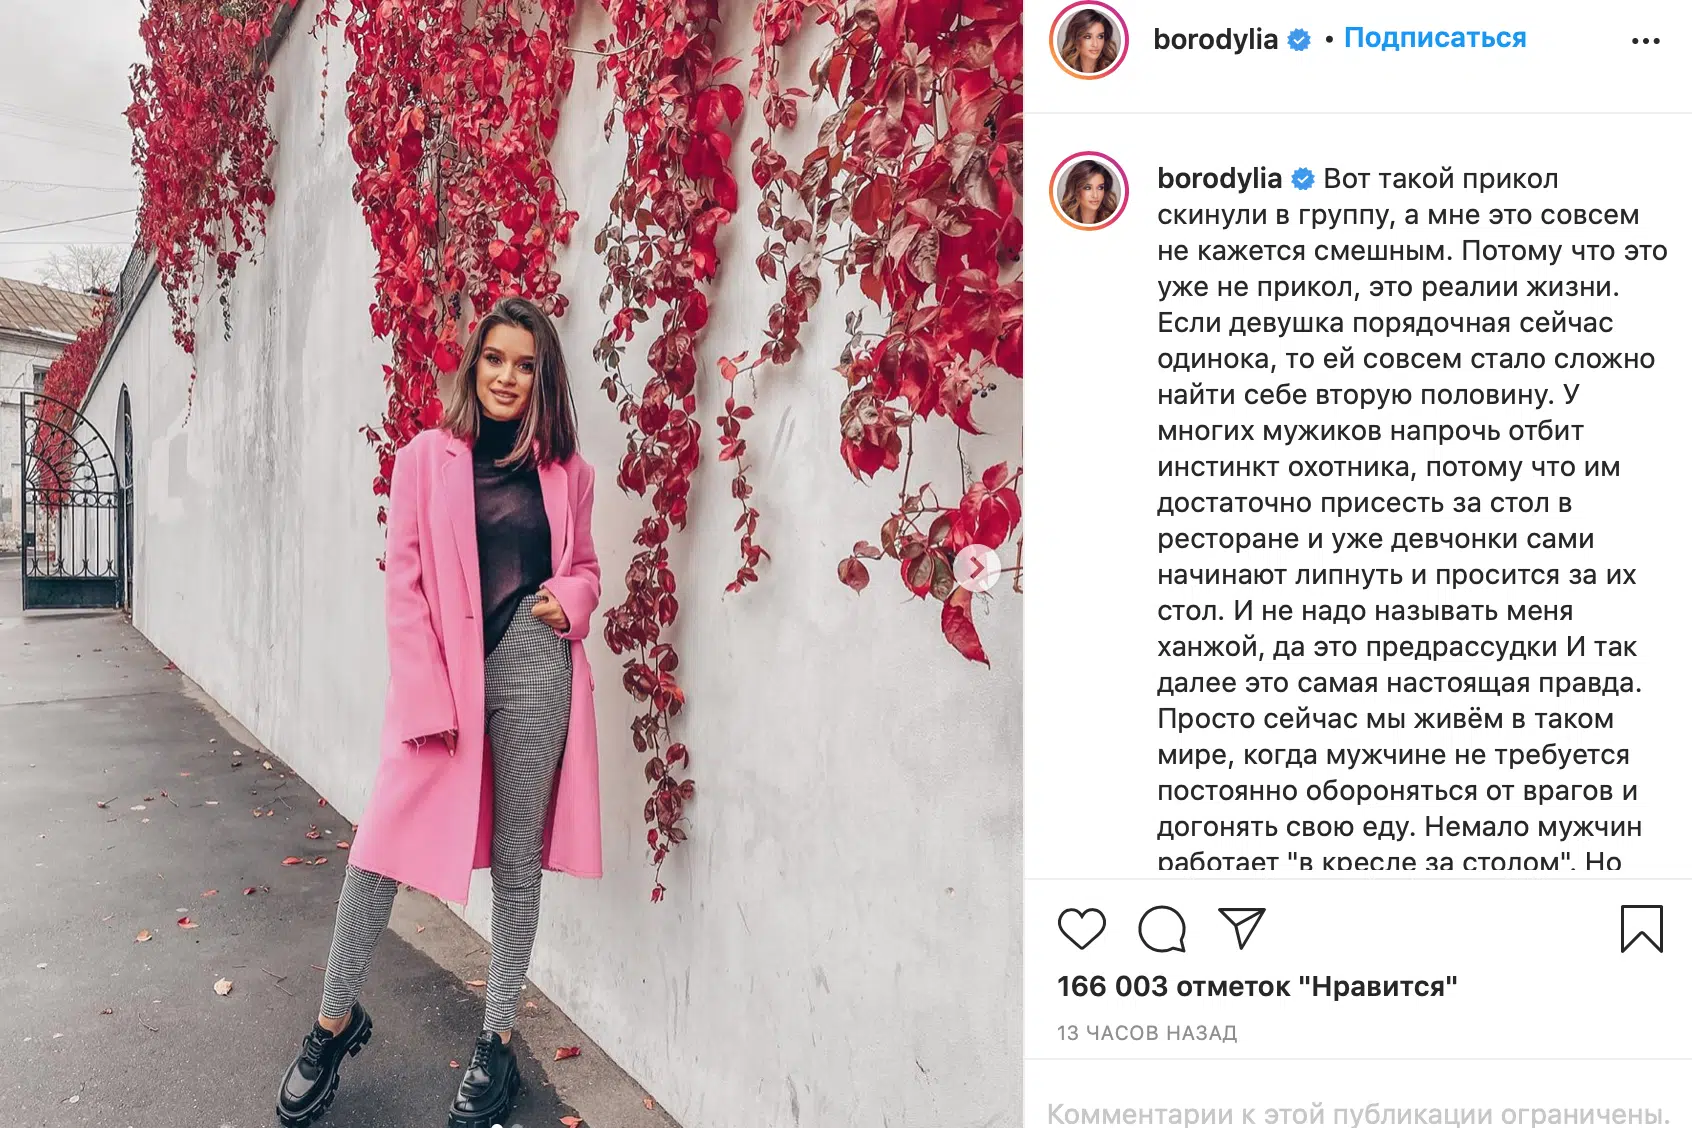 borodylia • Подписаться
borodylia Вот такой прикол
скинули в группу, а мне это совсем
не кажется смешным. Потому что это
уже не прикол, это реалии жизни.
Если девушка порядочная сейчас
одинока, то ей совсем стало сложно
найти себе вторую половину. У
многих мужиков напрочь отбит
инстинкт охотника, потому что им
достаточно присесть за стол в
ресторане и уже девчонки сами
начинают липнуть и просится за их
стол. И не надо называть меня
ханжой, да это предрассудки И так
далее это самая настоящая правда.
Просто сейчас мы живём в таком
мире, когда мужчине не требуется
постоянно обороняться от врагов и
догонять свою еду. Немало мужчин
работает "в кресле за столом". Но
166 003 отметок "Нравится"
13 ЧАСОВ НАЗАД
Комментарии к этой публикации ограничены.